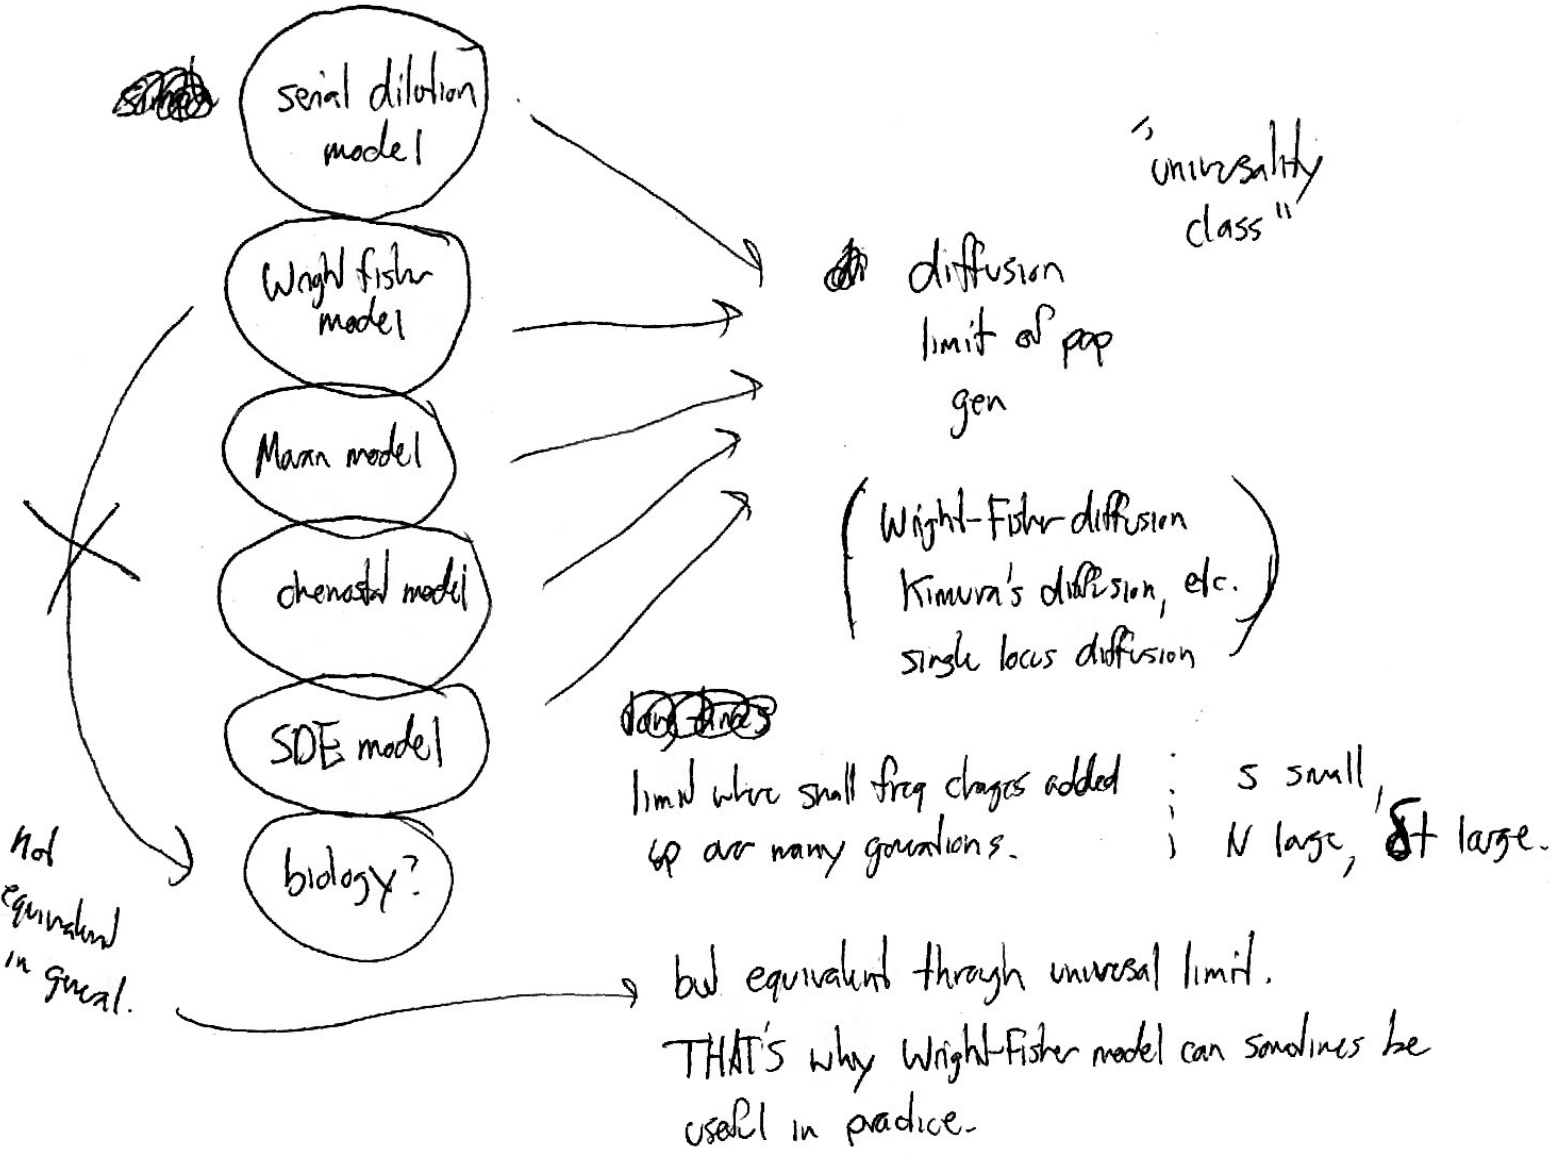 serial dilution
model
Wright fisher
model
Moran model
chemostat model
SDE model
biology?
not
equivalent
in general.
"universality
class"
diffusion
limit of pop
gen
(Wright-Fisher diffusion
Kimura's diffusion, etc.
single locus diffusion)
limit where small freq changes added
up over many generations.
s small,
N large, δt large.
but equivalent through universal limit.
THAT'S why Wright-Fisher model can sometimes be
useful in practice.